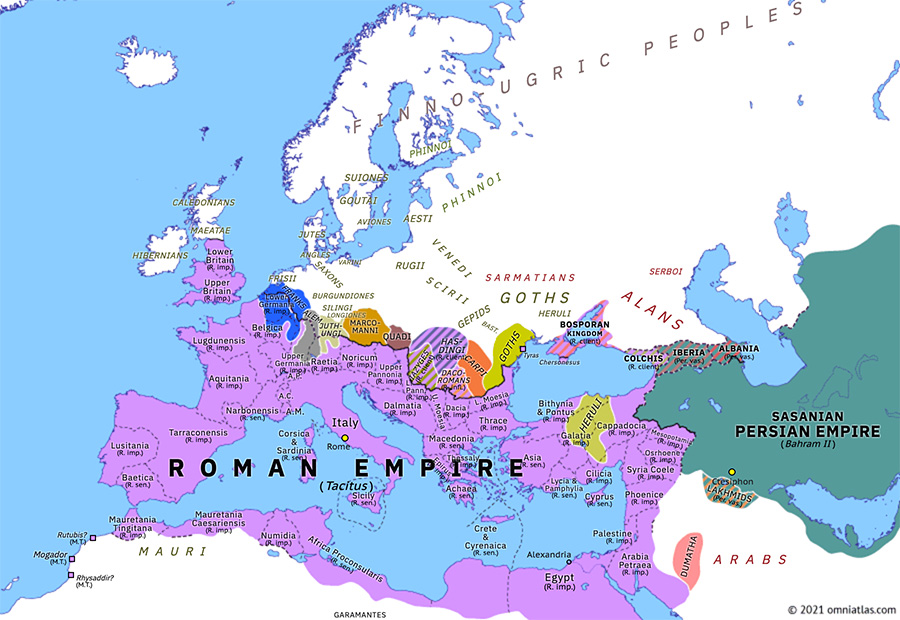 FINNO-UGRIC PEOPLES
PHINNOI
SUIONES
PHINNOI
GOUTAI
CALEDONIANS
AVIONES
AESTI
MAEATAE
JUTES
HIBERNIANS
ANGLES
VARINI
VENEDI
Lower
Britain
(R. imp.)
RUGII
SAXONS
SCIRII
FRISII
SARMATIANS
SERBOI
Upper
Britain
(R. imp.)
BURGUNDIONES
GOTHS
ALANS
Lower
Germania
(R. imp.)
FRANKS
SILINGI
LONGIONES
GEPIDS
HERULI
ALEM.
BAST.
Belgica
(R. imp.)
JUTH-
UNGI
MARCO-
MANNI
QUADI
BOSPORAN
KINGDOM
(R. client)
HAS-
DINGI
(R. client)
GOTHS
Tyras
Chersonesus
Lugdunensis
(R. imp.)
Upper
Germania
(R. imp.)
Raetia
(R. imp.)
Noricum
(R. imp.)
IAZYGES
CARPI
COLCHIS
(R. client)
IBERIA
(Per. vas.)
ALBANIA
(Per. vas.)
Upper
Pannonia
(R. imp.)
DACO-
ROMANS
Aquitania
(R. imp.)
A.P.
A.C.
A.M.
Narbonensis
(R. sen.)
Italy
Dalmatia
(R. imp.)
U. Moesia
Dacia
(R. imp.)
L. Moesia
(R. imp.)
Thrace
(R. imp.)
Bithynia
& Pontus
(R. imp.)
HERULI
Galatia
(R. imp.)
Cappadocia
(R. imp.)
SASANIAN
PERSIAN EMPIRE
(Bahram II)
Tarraconensis
(R. imp.)
Corsica
&
Sardinia
(R. sen.)
Rome
Macedonia
(R. sen.)
Mesopotamia
(R. imp.)
Lusitania
(R. imp.)
Osrhoene
(R. imp.)
ROMAN EMPIRE
(Tacitus)
Thessaly
Epirus
Asia
(R. sen.)
Baetica
(R. sen.)
Sicily
(R. sen.)
Achaea
(R. sen.)
Lycia &
Pamphylia
(R. sen.)
Cilicia
(R. imp.)
Syria Coele
(R. imp.)
Ctesiphon
Cyprus
(R. sen.)
Phoenice
(R. imp.)
LAKHMIDS
(Per. vas.)
Mauretania
Tingitana
(R. imp.)
Mauretania
Caesariensis
(R. imp.)
Numidia
(R. imp.)
Africa Proconsularis
(R. sen.)
Crete
&
Cyrenaica
(R. sen.)
Palestine
(R. imp.)
Rutubis?
(M.T.)
Mogador
(M.T.)
Rhysaddir?
(M.T.)
MAURI
Alexandria
Arabia
Petraea
(R. imp.)
DUMATHA
ARABS
Egypt
(R. imp.)
GARAMANTES
© 2021 omniatlas.com